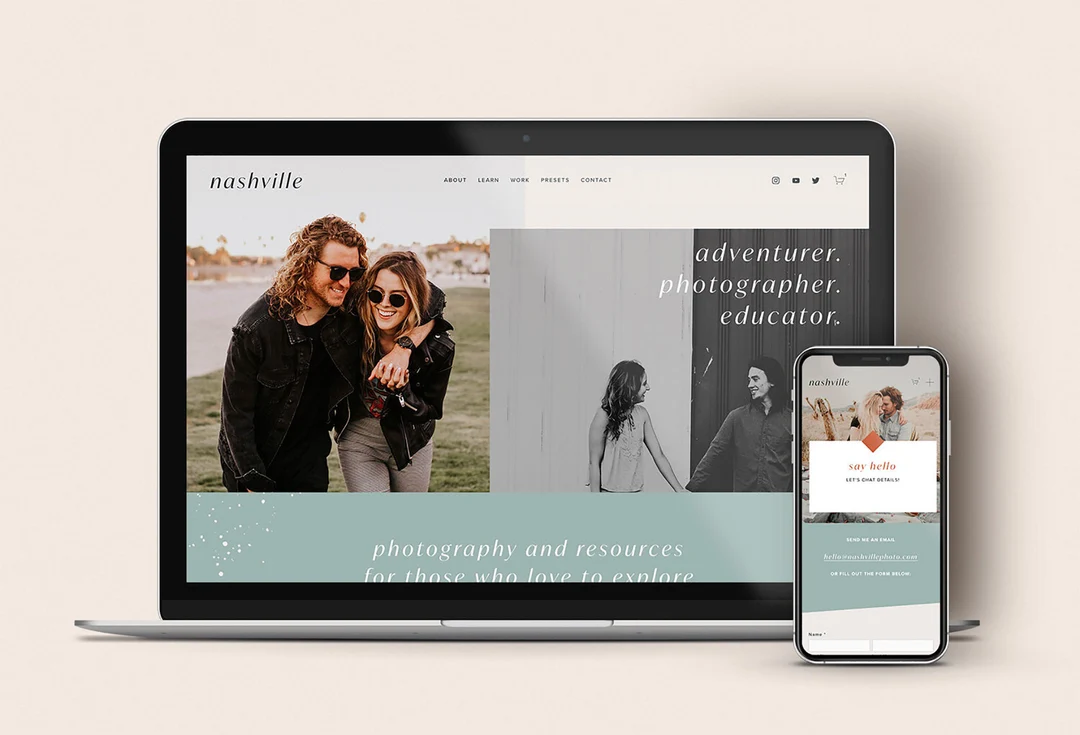 nashville
ABOUT LEARN WORK PRESETS CONTACT
1
adventurer.
photographer.
educator.
photography and resources
for those who love to explore
nashville
say hello
LET'S CHAT DETAILS!
SEND ME AN EMAIL
hello@nashvillephoto.com
OR FILL OUT THE FORM BELOW!
Name *